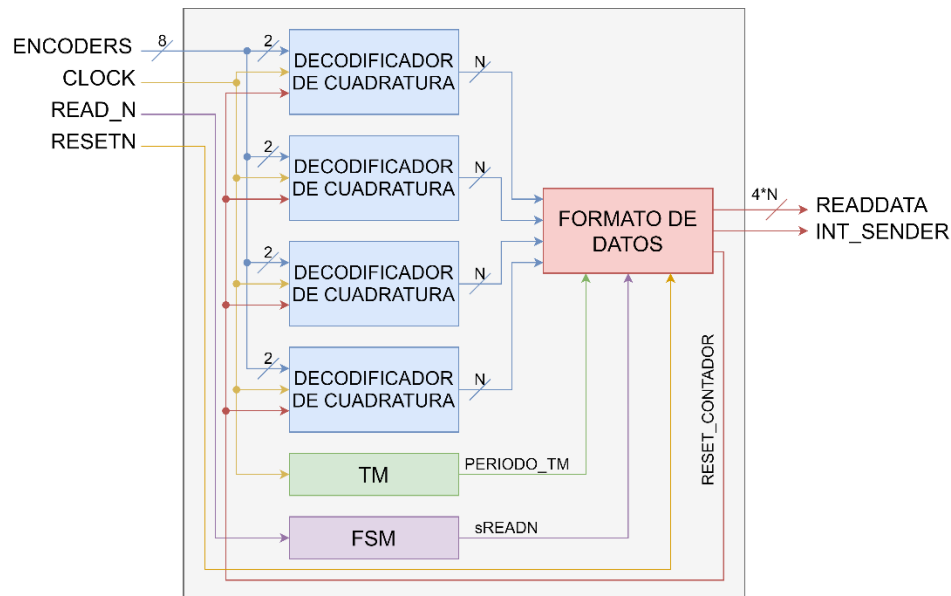 ENCODERS
8
CLOCK
READ_N
RESETN
2
DECODIFICADOR
DE CUADRATURA
N
2
DECODIFICADOR
DE CUADRATURA
N
2
DECODIFICADOR
DE CUADRATURA
N
2
DECODIFICADOR
DE CUADRATURA
N
TM
PERIODO_TM
FSM
sREADN
FORMATO DE
DATOS
4*N
READDATA
INT_SENDER
RESET_CONTADOR